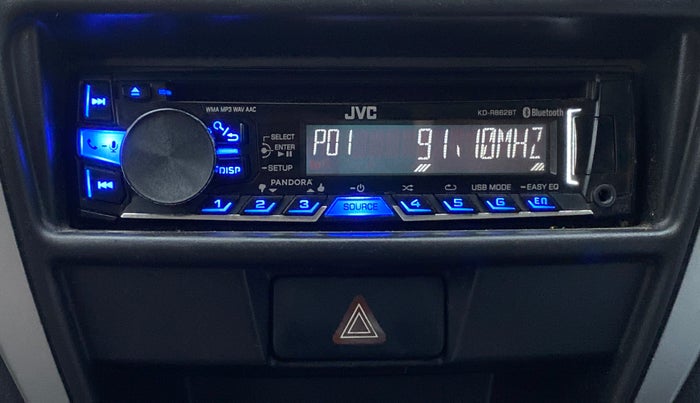 WMA MP3 WAV AAC
JVC
KD-R862BT Bluetooth
SELECT
ENTER
SETUP
P01 91.10MHZ
DISP
PANDORA
USB MODE
EASY EQ
1 2 3 SOURCE 4 5 6 EQ